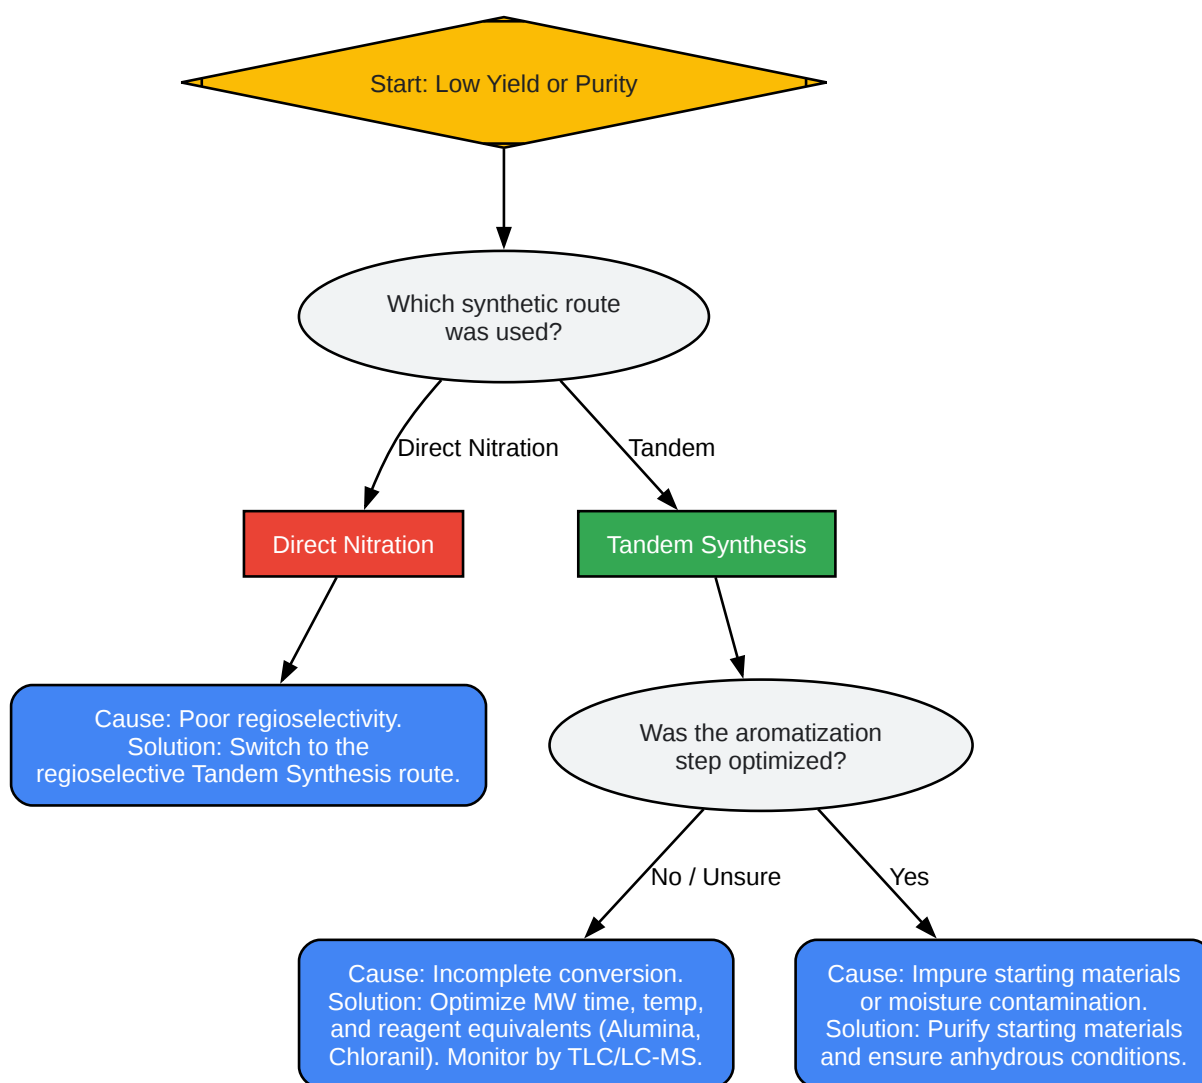 Start: Low Yield or Purity
Which synthetic route
was used?
Direct Nitration
Tandem
Direct Nitration
Tandem Synthesis
Cause: Poor regioselectivity.
Solution: Switch to the
regioselective Tandem Synthesis route.
Was the aromatization
step optimized?
No / Unsure
Yes
Cause: Incomplete conversion.
Solution: Optimize MW time, temp,
and reagent equivalents (Alumina,
Chloranil). Monitor by TLC/LC-MS.
Cause: Impure starting materials
or moisture contamination.
Solution: Purify starting materials
and ensure anhydrous conditions.